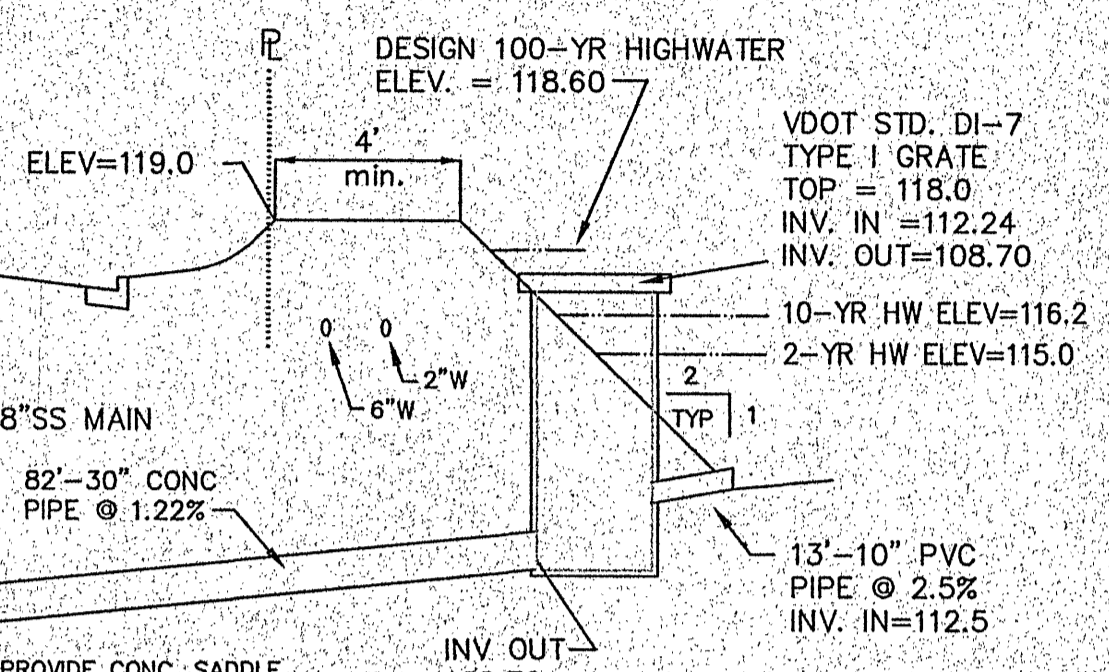 DESIGN 100-YR HIGHWATER
ELEV. = 118.60
ELEV=119.0
4'
min.
VDOT STD. DI-7
TYPE I GRATE
TOP = 118.0
INV. IN =112.24
INV. OUT=108.70
10-YR HW ELEV=116.2
2-YR HW ELEV=115.0
2"W
6"W
2
TYP
1
8"SS MAIN
82'-30" CONC
PIPE @ 1.22%
13'-10" PVC
PIPE @ 2.5%
INV. IN=112.5
INV OUT
PROVIDE CONC. SADDLE